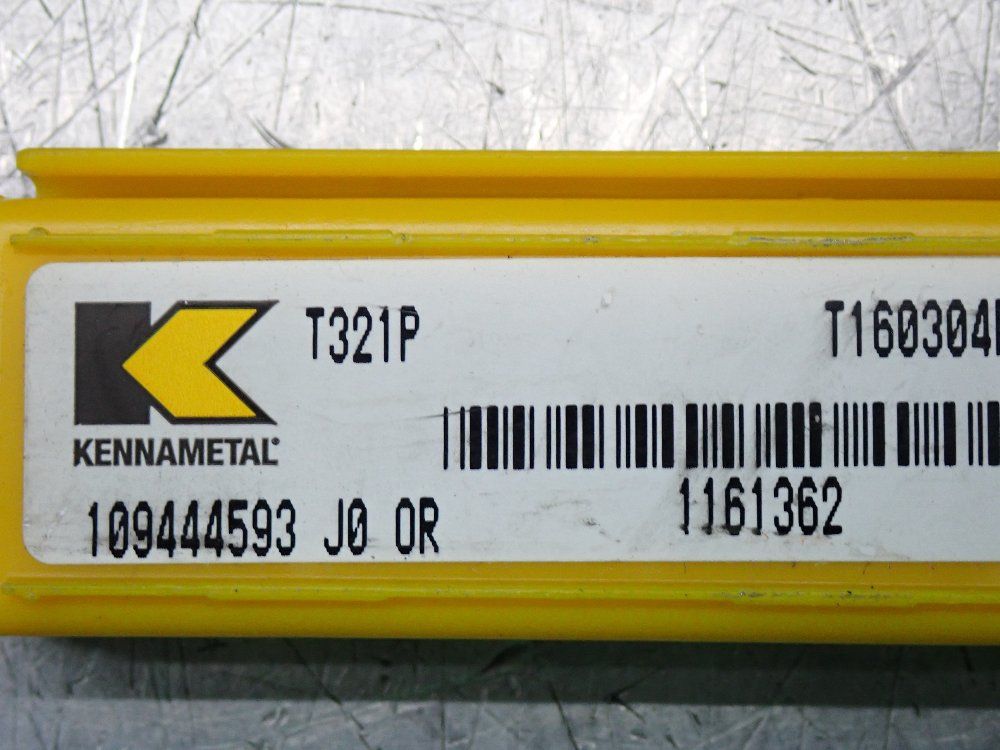 T321P T160304
KENNAMETAL®
1161362
109444593 J0 OR